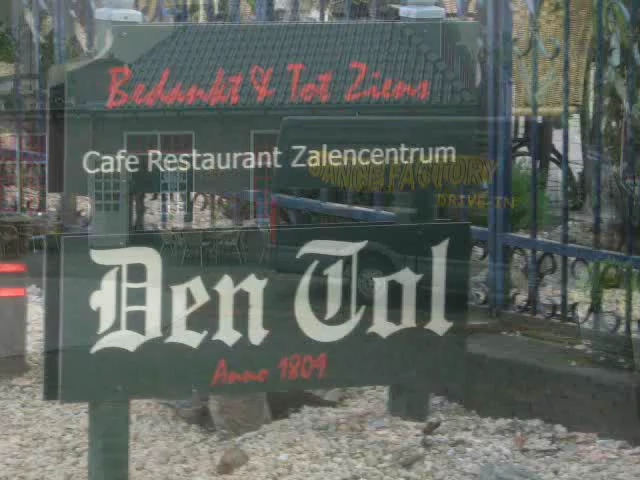 Bedankt & Tot Ziens
Cafe Restaurant Zalencentrum
DANCE FACTORY
DRIVE-IN
Den Tol
Anno 1809